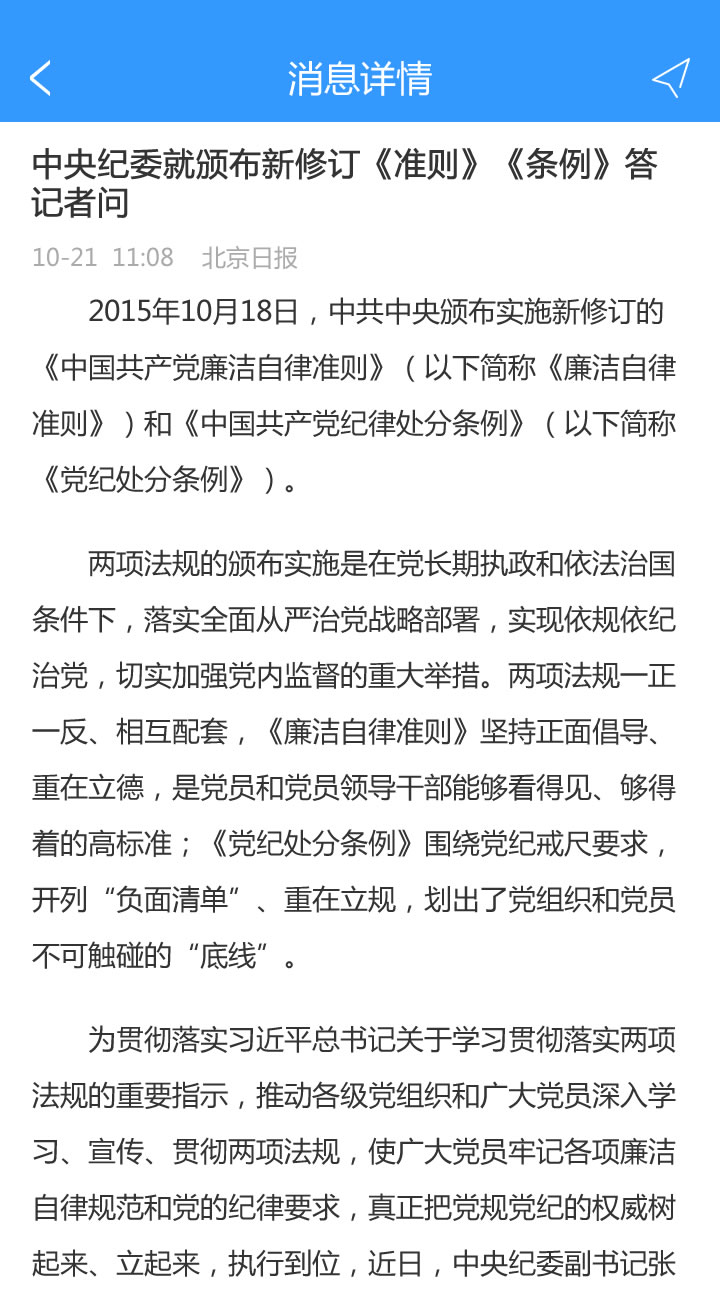 消息详情
中央纪委就颁布新修订《准则》《条例》答
记者问
10-21 11:08 北京日报
2015年10月18日，中共中央颁布实施新修订的
《中国共产党廉洁自律准则》（以下简称《廉洁自律
准则》）和《中国共产党纪律处分条例》（以下简称
《党纪处分条例》）。
两项法规的颁布实施是在党长期执政和依法治国
条件下，落实全面从严治党战略部署，实现依规依纪
治党，切实加强党内监督的重大举措。两项法规一正
一反、相互配套，《廉洁自律准则》坚持正面倡导、
重在立德，是党员和党员领导干部能够看得见、够得
着的高标准；《党纪处分条例》围绕党纪戒尺要求，
开列“负面清单”、重在立规，划出了党组织和党员
不可触碰的“底线”。
为贯彻落实习近平总书记关于学习贯彻落实两项
法规的重要指示，推动各级党组织和广大党员深入学
习、宣传、贯彻两项法规，使广大党员牢记各项廉洁
自律规范和党的纪律要求，真正把党规党纪的权威树
起来、立起来，执行到位，近日，中央纪委副书记张